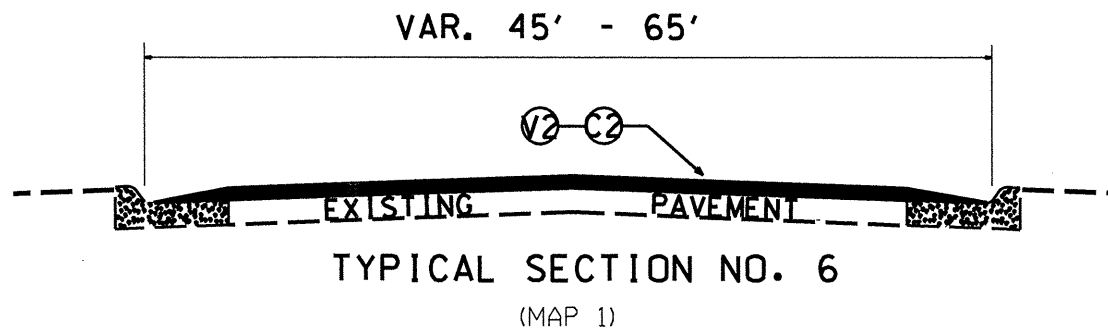 VAR. 45' - 65'
V2 C2
EXISTING PAVEMENT
TYPICAL SECTION NO. 6
(MAP 1)